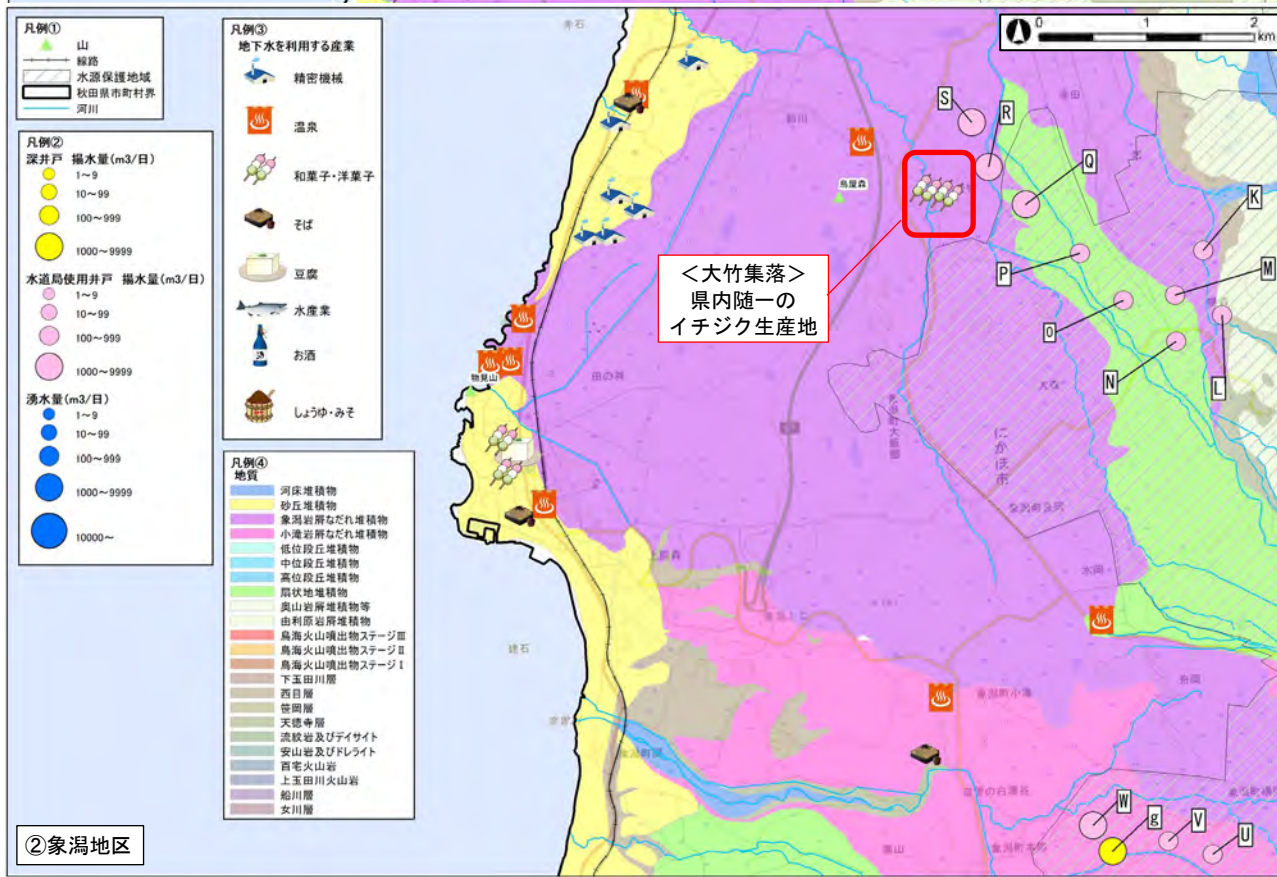 凡例①
山
線路
水源保護地域
秋田県市町村界
河川
凡例②
深井戸 揚水量(m3/日)
1~9
10~99
100~999
1000~9999
水道局使用井戸 揚水量(m3/日)
1~9
10~99
100~999
1000~9999
湧水量(m3/日)
1~9
10~99
100~999
1000~9999
10000~
凡例③
地下水を利用する産業
精密機械
温泉
和菓子・洋菓子
そば
豆腐
水産業
お酒
しょうゆ・みそ
凡例④
地質
河床堆積物
砂丘堆積物
象潟岩屑なだれ堆積物
小滝岩屑なだれ堆積物
低位段丘堆積物
中位段丘堆積物
高位段丘堆積物
扇状地堆積物
奥山岩屑堆積物等
由利原岩屑堆積物
鳥海火山噴出物ステージⅢ
鳥海火山噴出物ステージⅡ
鳥海火山噴出物ステージⅠ
下玉田川層
西目層
笹岡層
天徳寺層
流紋岩及びデイサイト
安山岩及びドレライト
百宅火山岩
上玉田川火山岩
船川層
女川層
②象潟地区
0 1 2
km
S
R
Q
K
P
M
O
N
L
鳥屋森
<大竹集落>
県内随一の
イチジク生産地
物見山
田の神
にかほ市
水岡
象潟町小滝
W
g
V
U